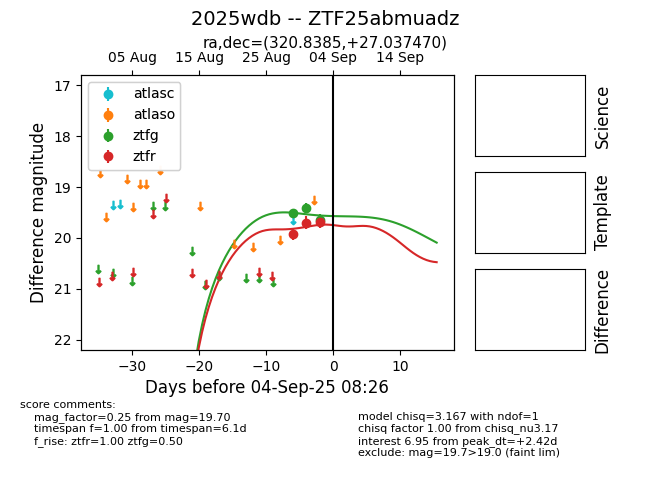 2025wdb -- ZTF25abmuadz
ra,dec=(320.8385,+27.037470)
05 Aug 15 Aug 25 Aug 04 Sep 14 Sep
atlasc
atlaso
ztfg
ztfr
17
18
19
20
21
22
Difference magnitude
−30 −20 −10 0 10
Days before 04-Sep-25 08:26
Science
Template
Difference
score comments:
mag_factor=0.25 from mag=19.70
timespan f=1.00 from timespan=6.1d
f_rise: ztfr=1.00 ztfg=0.50
model chisq=3.167 with ndof=1
chisq factor 1.00 from chisq_nu3.17
interest 6.95 from peak_dt=+2.42d
exclude: mag=19.7>19.0 (faint lim)